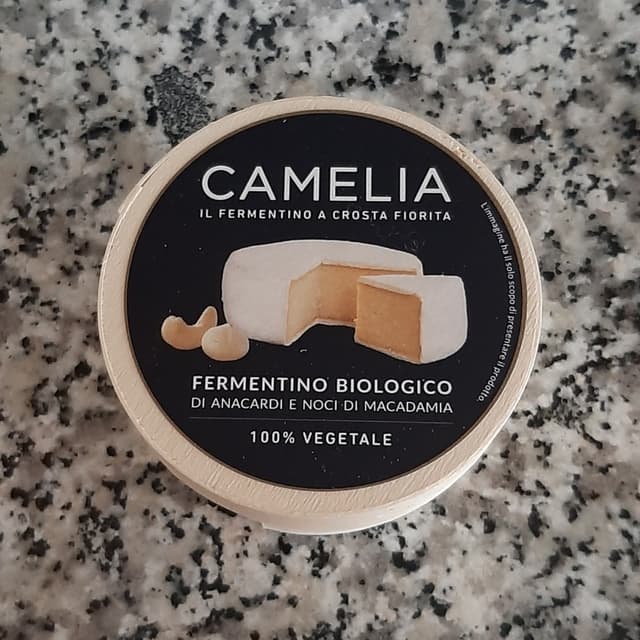 CAMELIA
IL FERMENTINO A CROSTA FIORITA
L'immagine ha il solo scopo di presentare il prodotto.
FERMENTINO BIOLOGICO
DI ANACARDI E NOCI DI MACADAMIA
100% VEGETALE